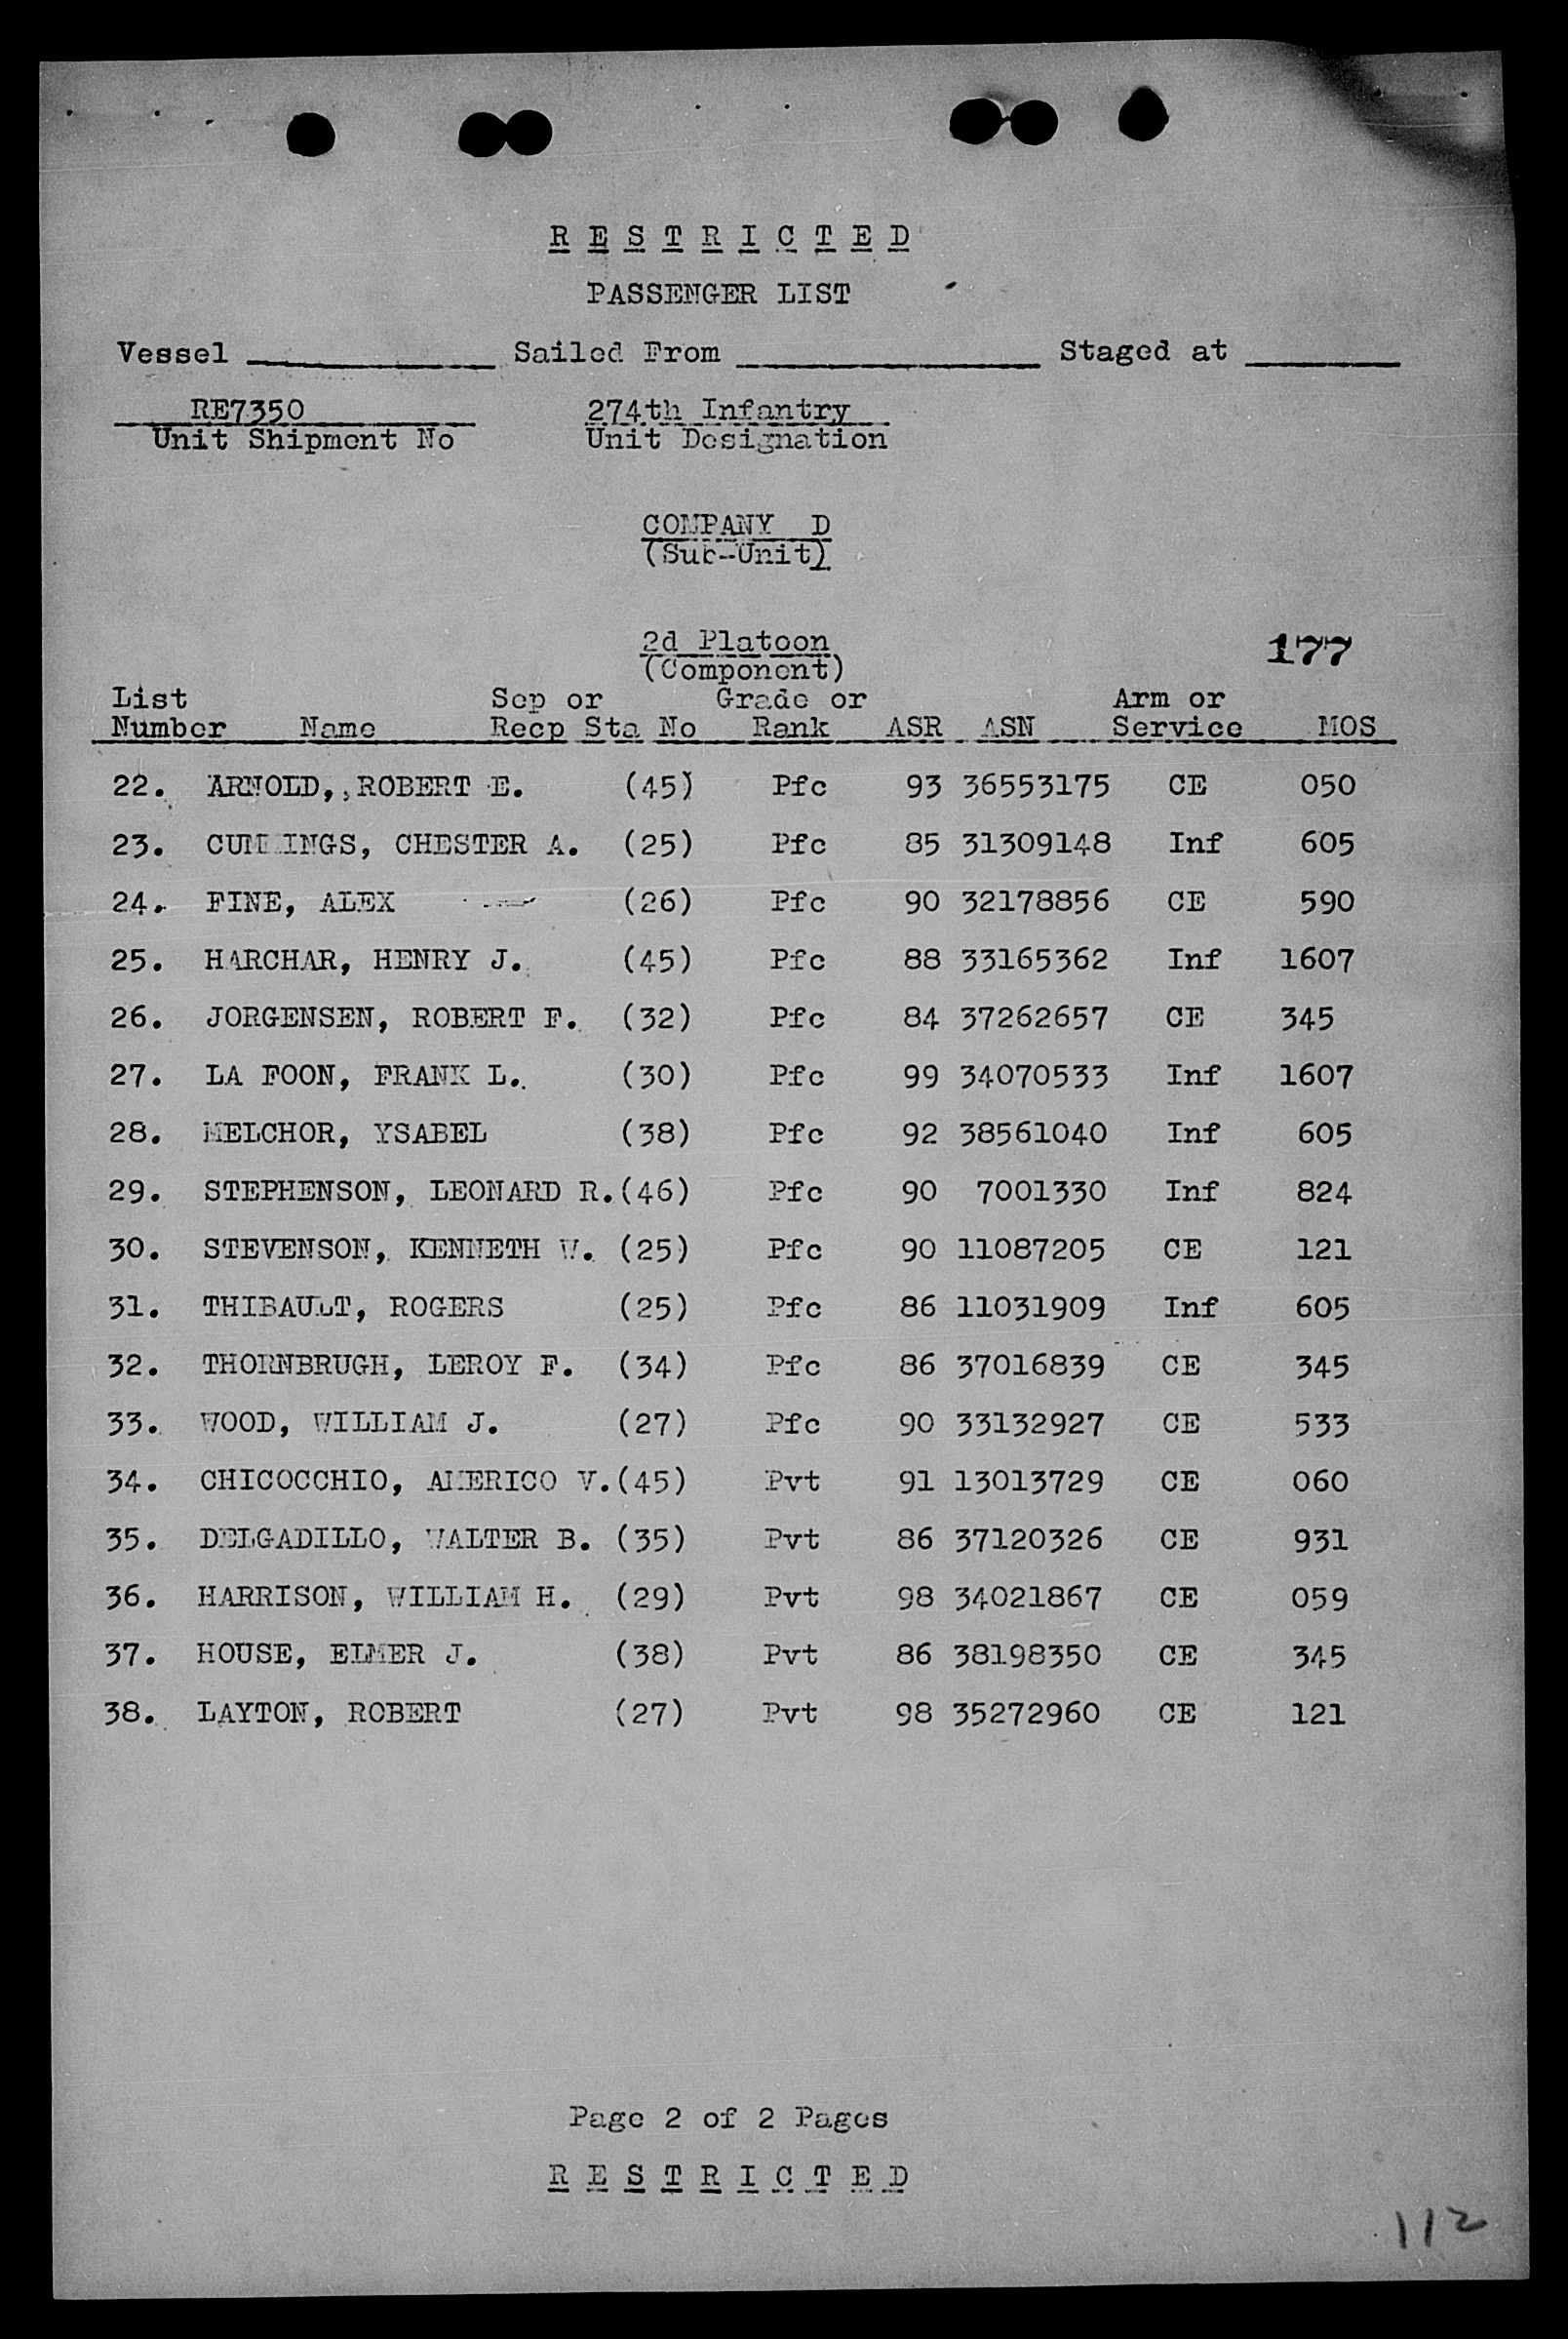 R E S T R I C T E D
PASSENGER LIST
Vessel ____________ Sailed From ____________ Staged at ________
RE7350 274th Infantry
Unit Shipment No Unit Designation
COMPANY D
(Sub-Unit)
2d Platoon
(Component)
177
List Sep or Grade or Arm or
Number Name Recp Sta No Rank ASR ASN Service MOS
22. ARNOLD, ROBERT E. (45) Pfc 93 36553175 CE 050
23. CUMMINGS, CHESTER A. (25) Pfc 85 31309148 Inf 605
24. FINE, ALEX (26) Pfc 90 32178856 CE 590
25. HARCHAR, HENRY J. (45) Pfc 88 33165362 Inf 1607
26. JORGENSEN, ROBERT F. (32) Pfc 84 37262657 CE 345
27. LA FOON, FRANK L. (30) Pfc 99 34070533 Inf 1607
28. MELCHOR, YSABEL (38) Pfc 92 38561040 Inf 605
29. STEPHENSON, LEONARD R.(46) Pfc 90 7001330 Inf 824
30. STEVENSON, KENNETH W. (25) Pfc 90 11087205 CE 121
31. THIBAULT, ROGERS (25) Pfc 86 11031909 Inf 605
32. THORNBRUGH, LEROY F. (34) Pfc 86 37016839 CE 345
33. WOOD, WILLIAM J. (27) Pfc 90 33132927 CE 533
34. CHICOCCHIO, AMERICO V.(45) Pvt 91 13013729 CE 060
35. DELGADILLO, WALTER B. (35) Pvt 86 37120326 CE 931
36. HARRISON, WILLIAM H. (29) Pvt 98 34021867 CE 059
37. HOUSE, ELMER J. (38) Pvt 86 38198350 CE 345
38. LAYTON, ROBERT (27) Pvt 98 35272960 CE 121
Page 2 of 2 Pages
R E S T R I C T E D
112